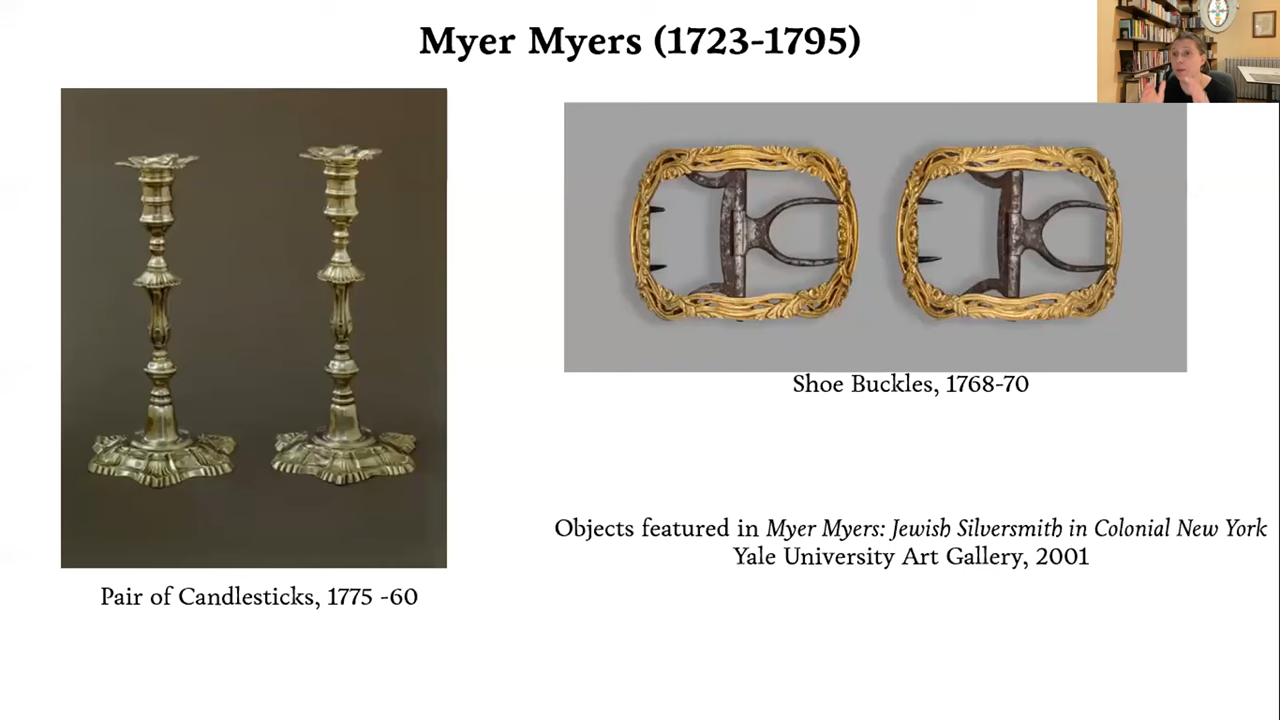 Myer Myers (1723-1795)
Shoe Buckles, 1768-70
Objects featured in Myer Myers: Jewish Silversmith in Colonial New York
Yale University Art Gallery, 2001
Pair of Candlesticks, 1775 -60